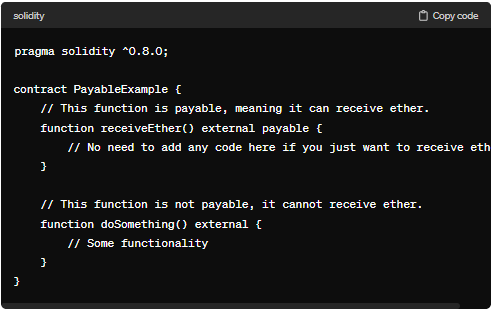 solidity
Copy code
pragma solidity ^0.8.0;
contract PayableExample {
// This function is payable, meaning it can receive ether.
function receiveEther() external payable {
// No need to add any code here if you just want to receive eth
}
// This function is not payable, it cannot receive ether.
function doSomething() external {
// Some functionality
}
}